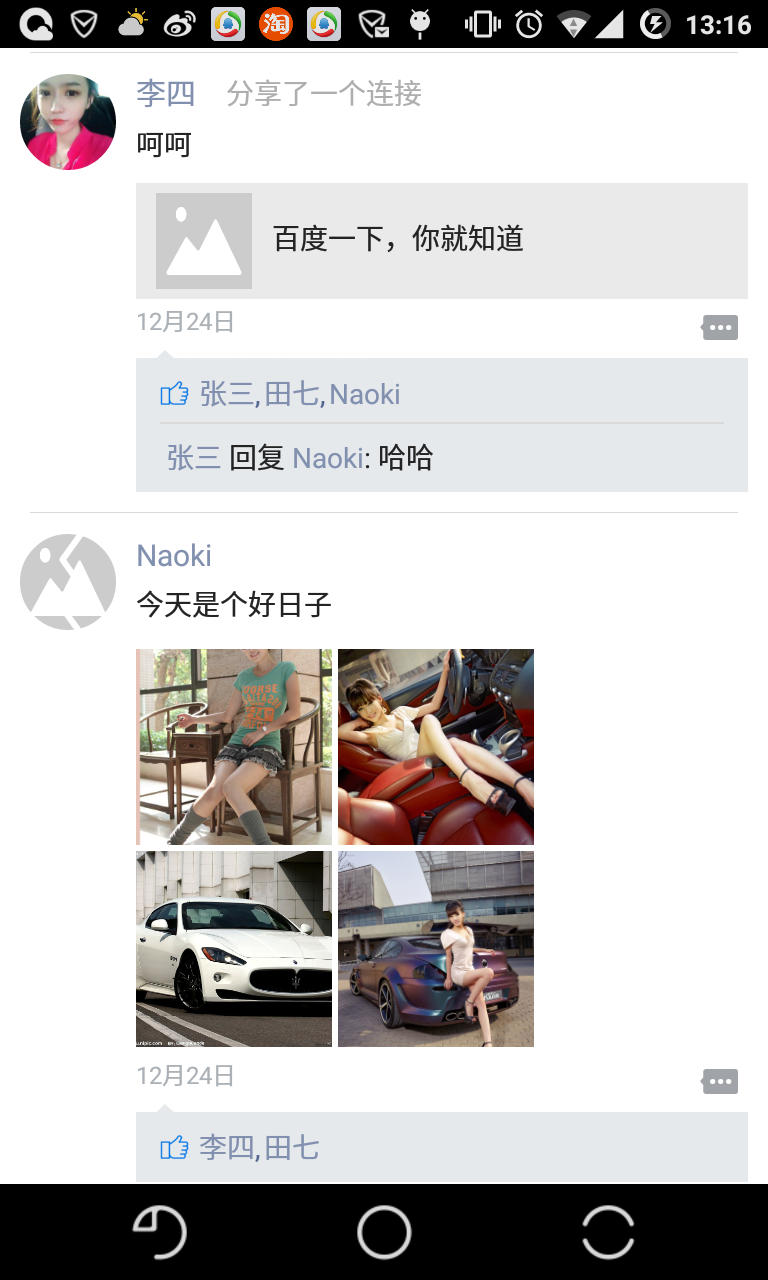 13:16
李四 分享了一个连接
呵呵
百度一下，你就知道
12月24日
张三,田七,Naoki
张三 回复 Naoki: 哈哈
Naoki
今天是个好日子
12月24日
李四,田七